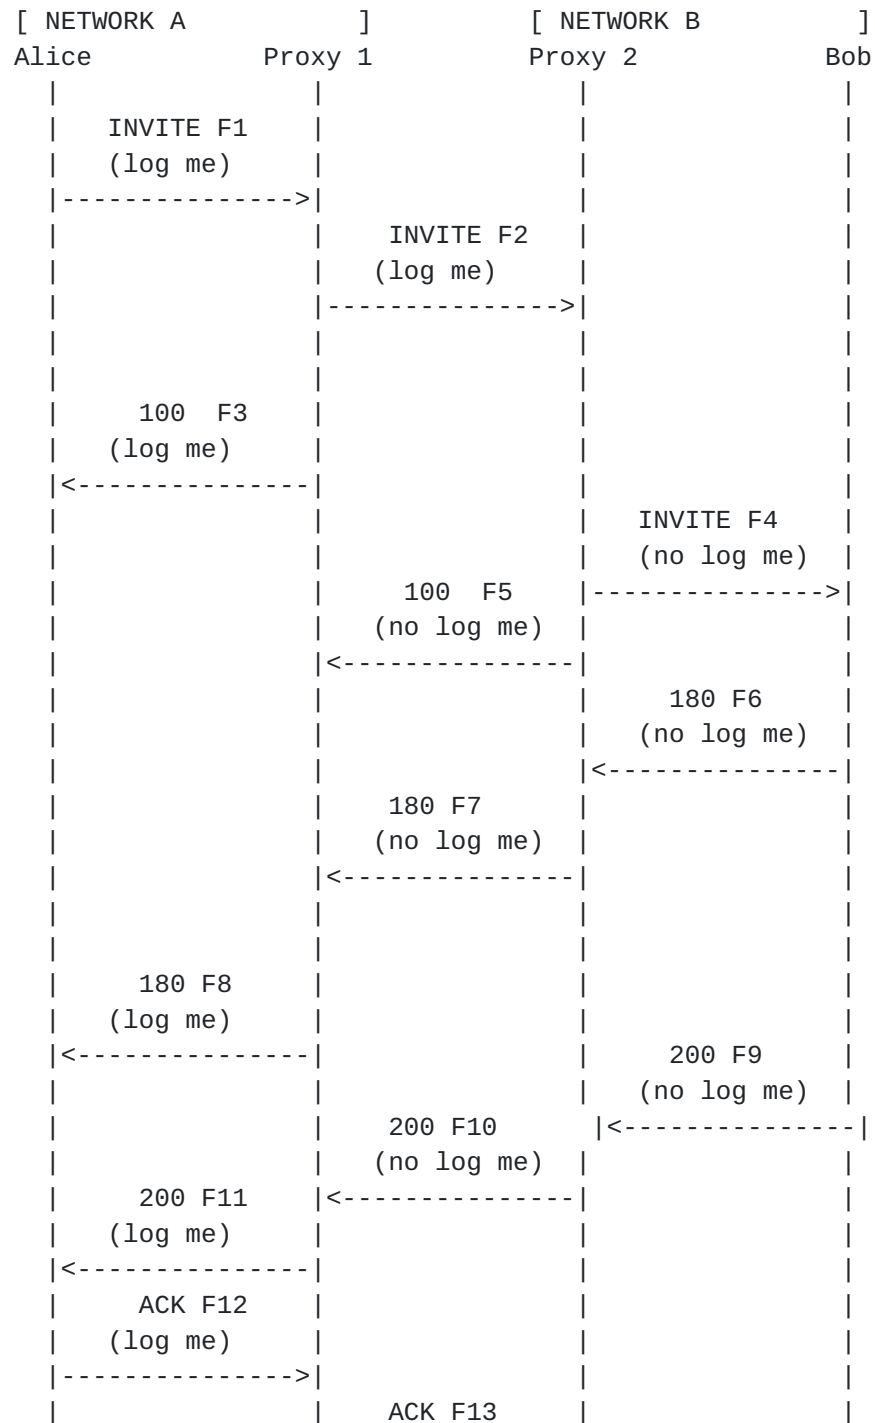 [ NETWORK A           ]          [ NETWORK B          ]
Alice           Proxy 1          Proxy 2            Bob
|                |                |                |
|   INVITE F1    |                |                |
|   (log me)     |                |                |
|--------------->|                |                |
|                |    INVITE F2   |                |
|                |   (log me)     |                |
|                |--------------->|                |
|                |                |                |
|                |                |                |
|     100  F3    |                |                |
|   (log me)     |                |                |
|<---------------|                |                |
|                |                |   INVITE F4    |
|                |                |   (no log me)  |
|                |     100  F5    |--------------->|
|                |   (no log me)  |                |
|                |<---------------|                |
|                |                |     180 F6     |
|                |                |   (no log me)  |
|                |                |<---------------|
|                |    180 F7      |                |
|                |   (no log me)  |                |
|                |<---------------|                |
|                |                |                |
|                |                |                |
|     180 F8     |                |                |
|   (log me)     |                |                |
|<---------------|                |     200 F9     |
|                |                |   (no log me)  |
|                |    200 F10      |<---------------|
|                |   (no log me)  |                |
|     200 F11    |<---------------|                |
|   (log me)     |                |                |
|<---------------|                |                |
|     ACK F12    |                |                |
|   (log me)     |                |                |
|--------------->|                |                |
|                |    ACK F13     |                |